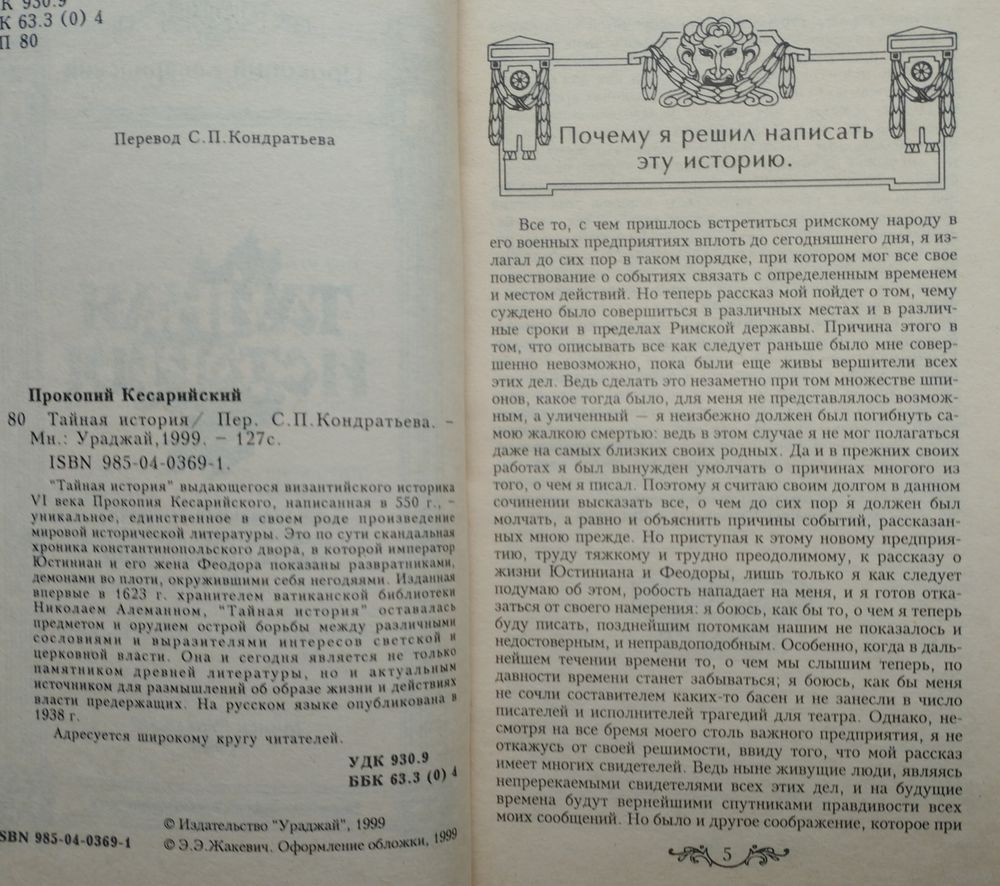 К 930.9
К 63.3 (0) 4
П 80
Перевод С.П.Кондратьева
Прокопий Кесарийский
80 Тайная история/ Пер. С.П.Кондратьева. -
Мн.: Ураджай,1999. - 127с.
ISBN 985-04-0369-1.
"Тайная история" выдающегося византийского историка
VI века Прокопия Кесарийского, написанная в 550 г., -
уникальное, единственное в своем роде произведение
мировой исторической литературы. Это по сути скандальная
хроника константинопольского двора, в которой император
Юстиниан и его жена Феодора показаны развратниками,
демонами во плоти, окружившими себя негодяями. Изданная
впервые в 1623 г. хранителем ватиканской библиотеки
Николаем Алеманном, "Тайная история" оставалась
предметом и орудием острой борьбы между различными
сословиями и выразителями интересов светской и
церковной власти. Она и сегодня является не только
памятником древней литературы, но и актуальным
источником для размышлений об образе жизни и действиях
власти предержащих. На русском языке опубликована в
1938 г.
Адресуется широкому кругу читателей.
УДК 930.9
ББК 63.3 (0) 4
SBN 985-04-0369-1
© Издательство "Ураджай", 1999
© Э.Э.Жакевич. Оформление обложки, 1999
Почему я решил написать
эту историю.
Все то, с чем пришлось встретиться римскому народу в
его военных предприятиях вплоть до сегодняшнего дня, я из-
лагал до сих пор в таком порядке, при котором мог все свое
повествование о событиях связать с определенным временем
и местом действий. Но теперь рассказ мой пойдет о том, чему
суждено было совершиться в различных местах и в различ-
ные сроки в пределах Римской державы. Причина этого в
том, что описывать все как следует раньше было мне совер-
шенно невозможно, пока были еще живы вершители всех
этих дел. Ведь сделать это незаметно при том множестве шпи-
онов, какое тогда было, для меня не представлялось возмож-
ным, а уличенный — я неизбежно должен был погибнуть са-
мою жалкою смертью: ведь в этом случае я не мог полагаться
даже на самых близких своих родных. Да и в прежних своих
работах я был вынужден умолчать о причинах многого из
того, о чем я писал. Поэтому я считаю своим долгом в данном
сочинении высказать все, о чем до сих пор я должен был
молчать, а равно и объяснить причины событий, рассказан-
ных мною прежде. Но приступая к этому новому предприя-
тию, труду тяжкому и трудно преодолимому, к рассказу о
жизни Юстиниана и Феодоры, лишь только я как следует
подумаю об этом, робость нападает на меня, и я готов отка-
заться от своего намерения: я боюсь, как бы то, о чем я теперь
буду писать, позднейшим потомкам нашим не показалось и
недостоверным, и неправдоподобным. Особенно, когда в даль-
нейшем течении времени то, о чем мы слышим теперь, по
давности времени станет забываться; я боюсь, как бы меня
не сочли составителем каких-то басен и не занесли в число
писателей и исполнителей трагедий для театра. Однако, не-
смотря на все бремя моего столь важного предприятия, я не
откажусь от своей решимости, ввиду того, что мой рассказ
имеет многих свидетелей. Ведь ныне живущие люди, являясь
непререкаемыми свидетелями всех этих дел, и на будущие
времена будут вернейшими спутниками правдивости всех
моих сообщений. Но было и другое соображение, которое при
5